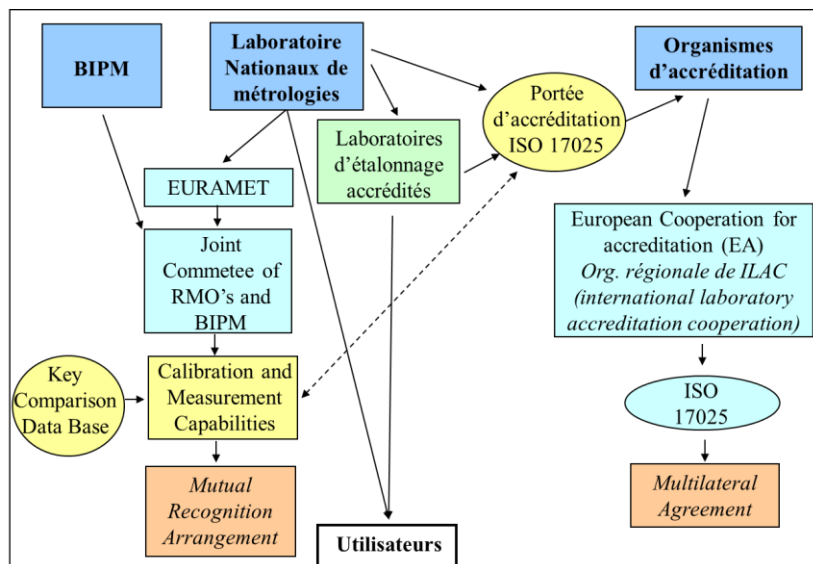 BIPM
Laboratoire
Nationaux de
métrologies
Organismes
d'accréditation
Portée
d'accréditation
ISO 17025
Laboratoires
d'étalonnage
accrédités
EURAMET
Joint
Commetee of
RMO's and
BIPM
European Cooperation for
accreditation (EA)
Org. régionale de ILAC
(international laboratory
accreditation cooperation)
Key
Comparison
Data Base
Calibration and
Measurement
Capabilities
ISO
17025
Mutual
Recognition
Arrangement
Utilisateurs
Multilateral
Agreement